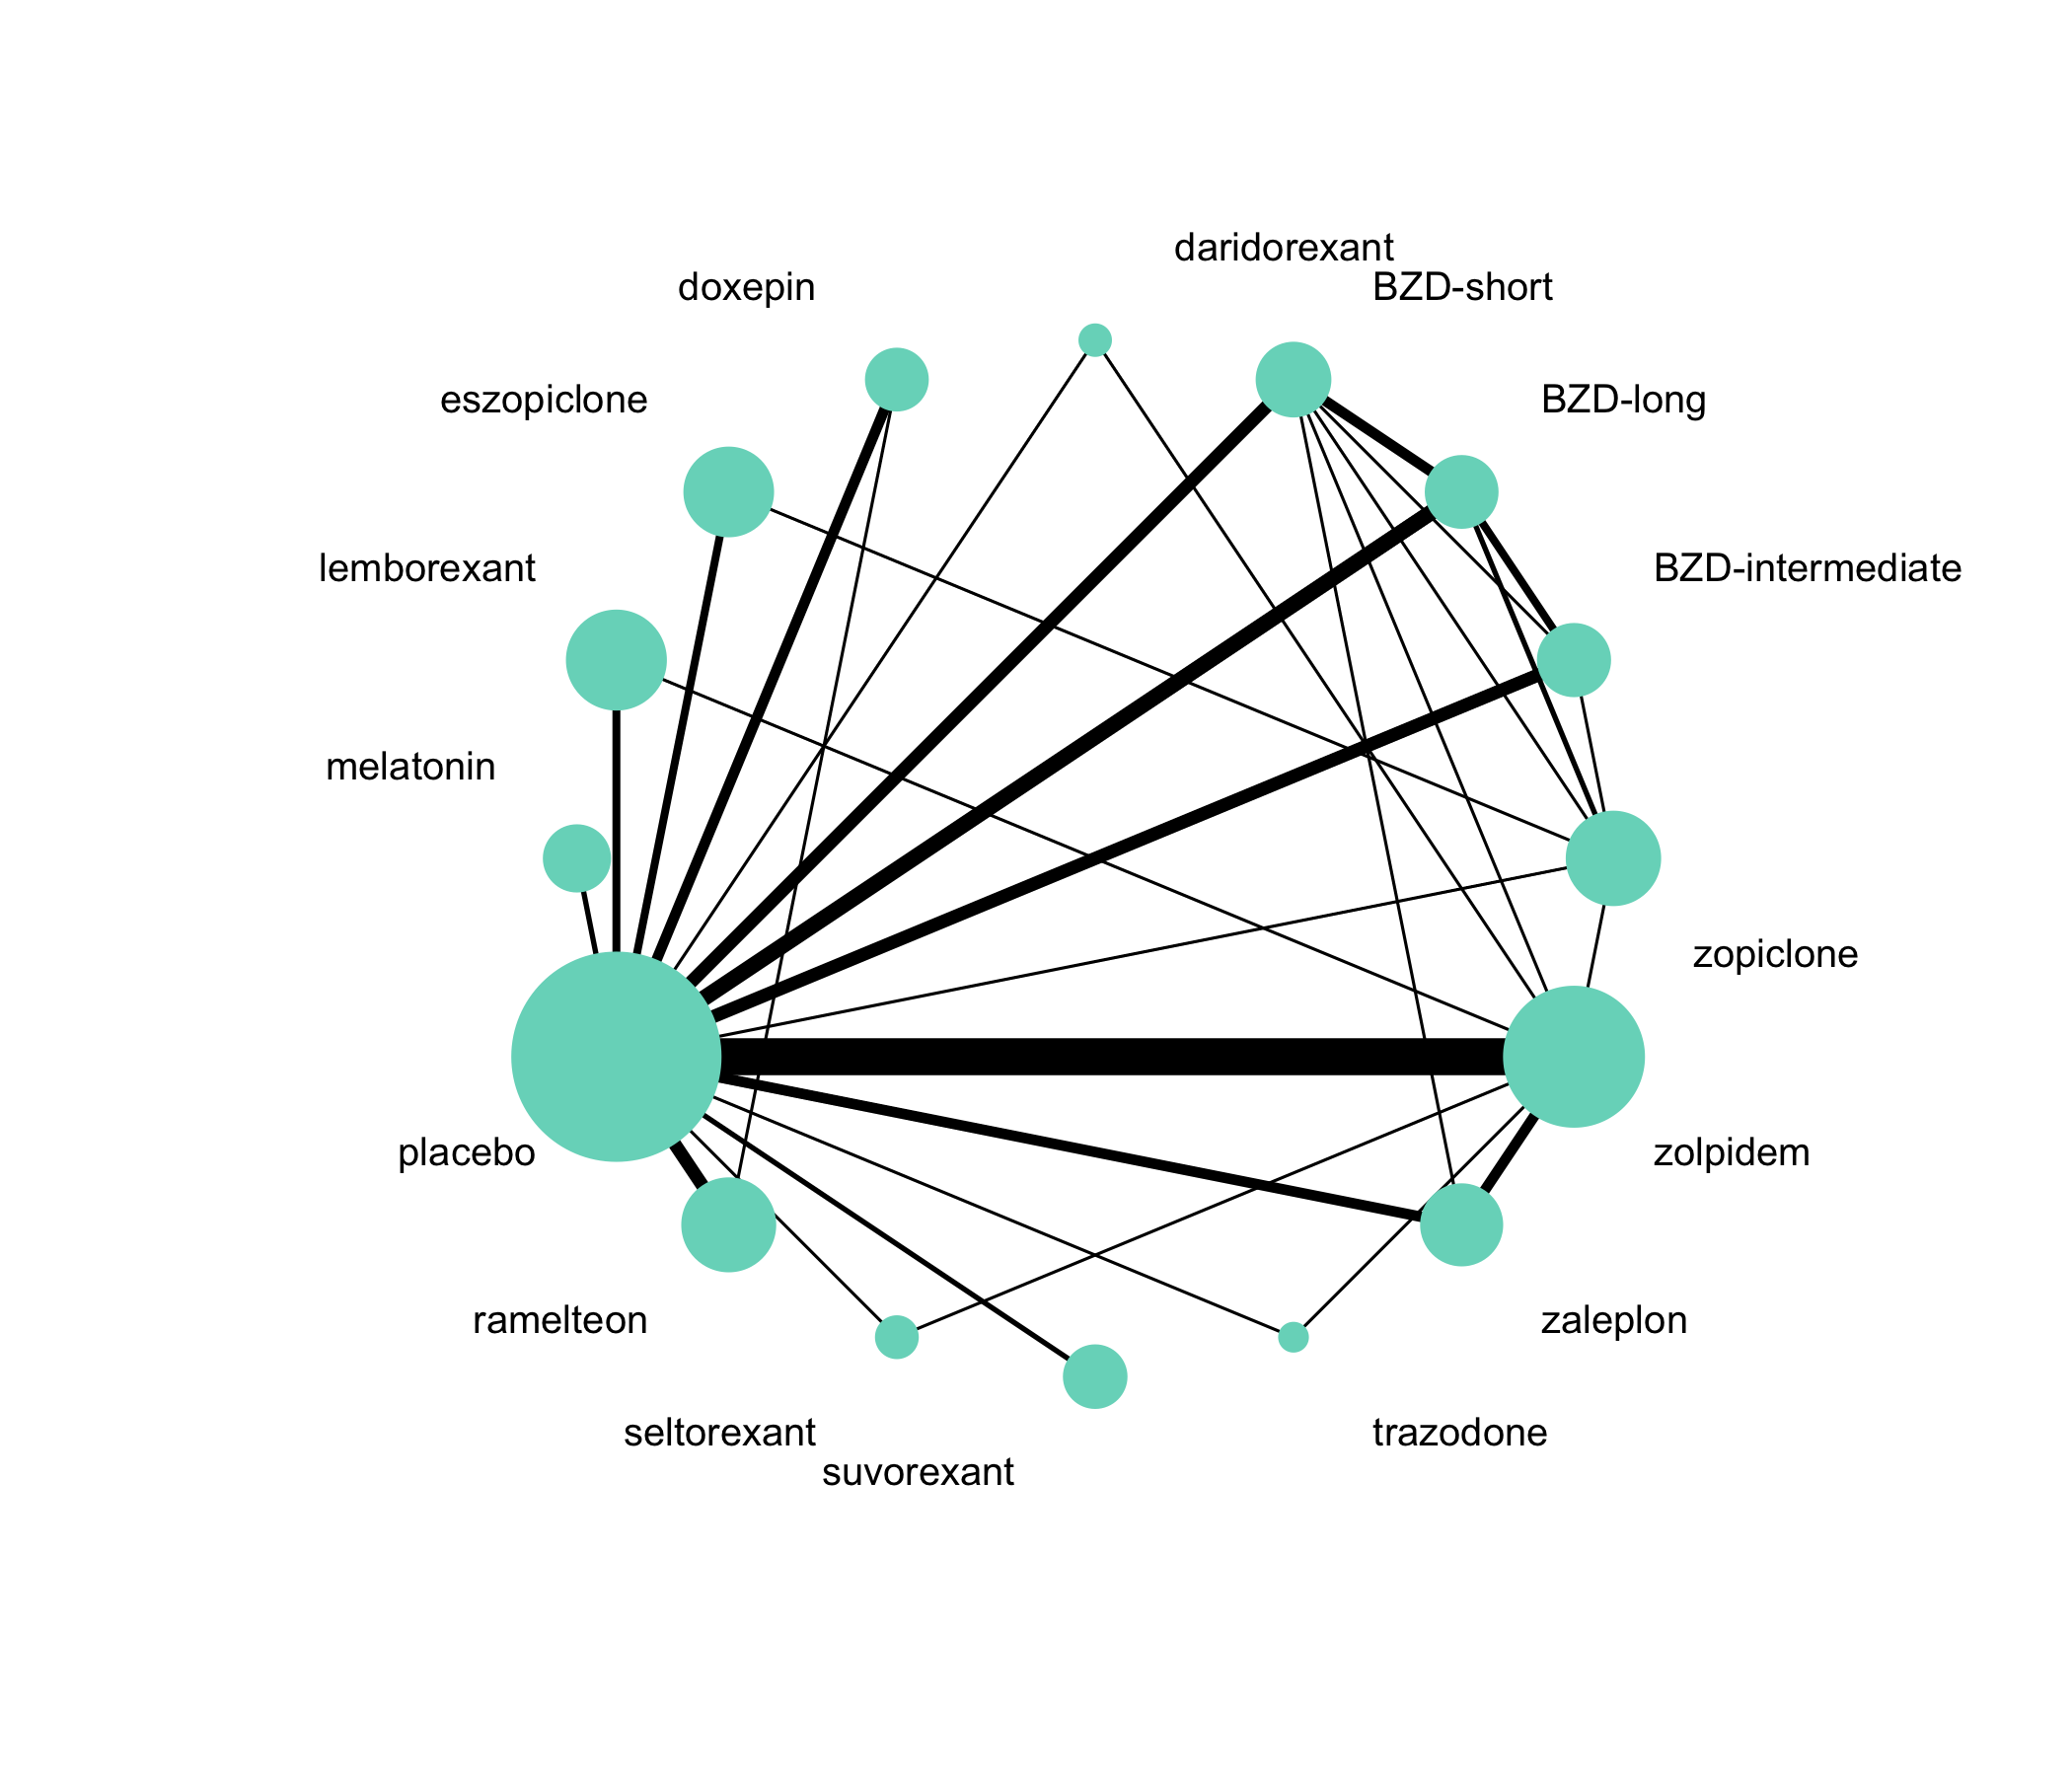 daridorexant
doxepin
BZD-short
eszopiclone
BZD-long
lemborexant
BZD-intermediate
melatonin
zopiclone
placebo
zolpidem
ramelteon
zaleplon
seltorexant
trazodone
suvorexant